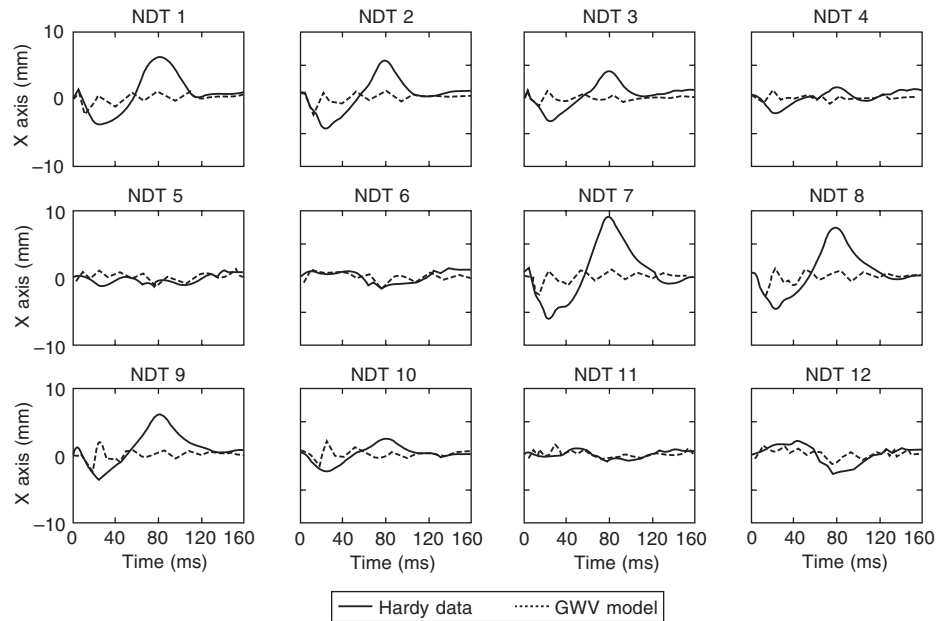 NDT 1 NDT 2 NDT 3 NDT 4
10
0
−10
X axis (mm)
NDT 5 NDT 6 NDT 7 NDT 8
10
0
−10
X axis (mm)
NDT 9 NDT 10 NDT 11 NDT 12
10
0
−10
X axis (mm)
0 40 80 120 160 0 40 80 120 160 0 40 80 120 160 0 40 80 120 160
Time (ms) Time (ms) Time (ms) Time (ms)
Hardy data GWV model